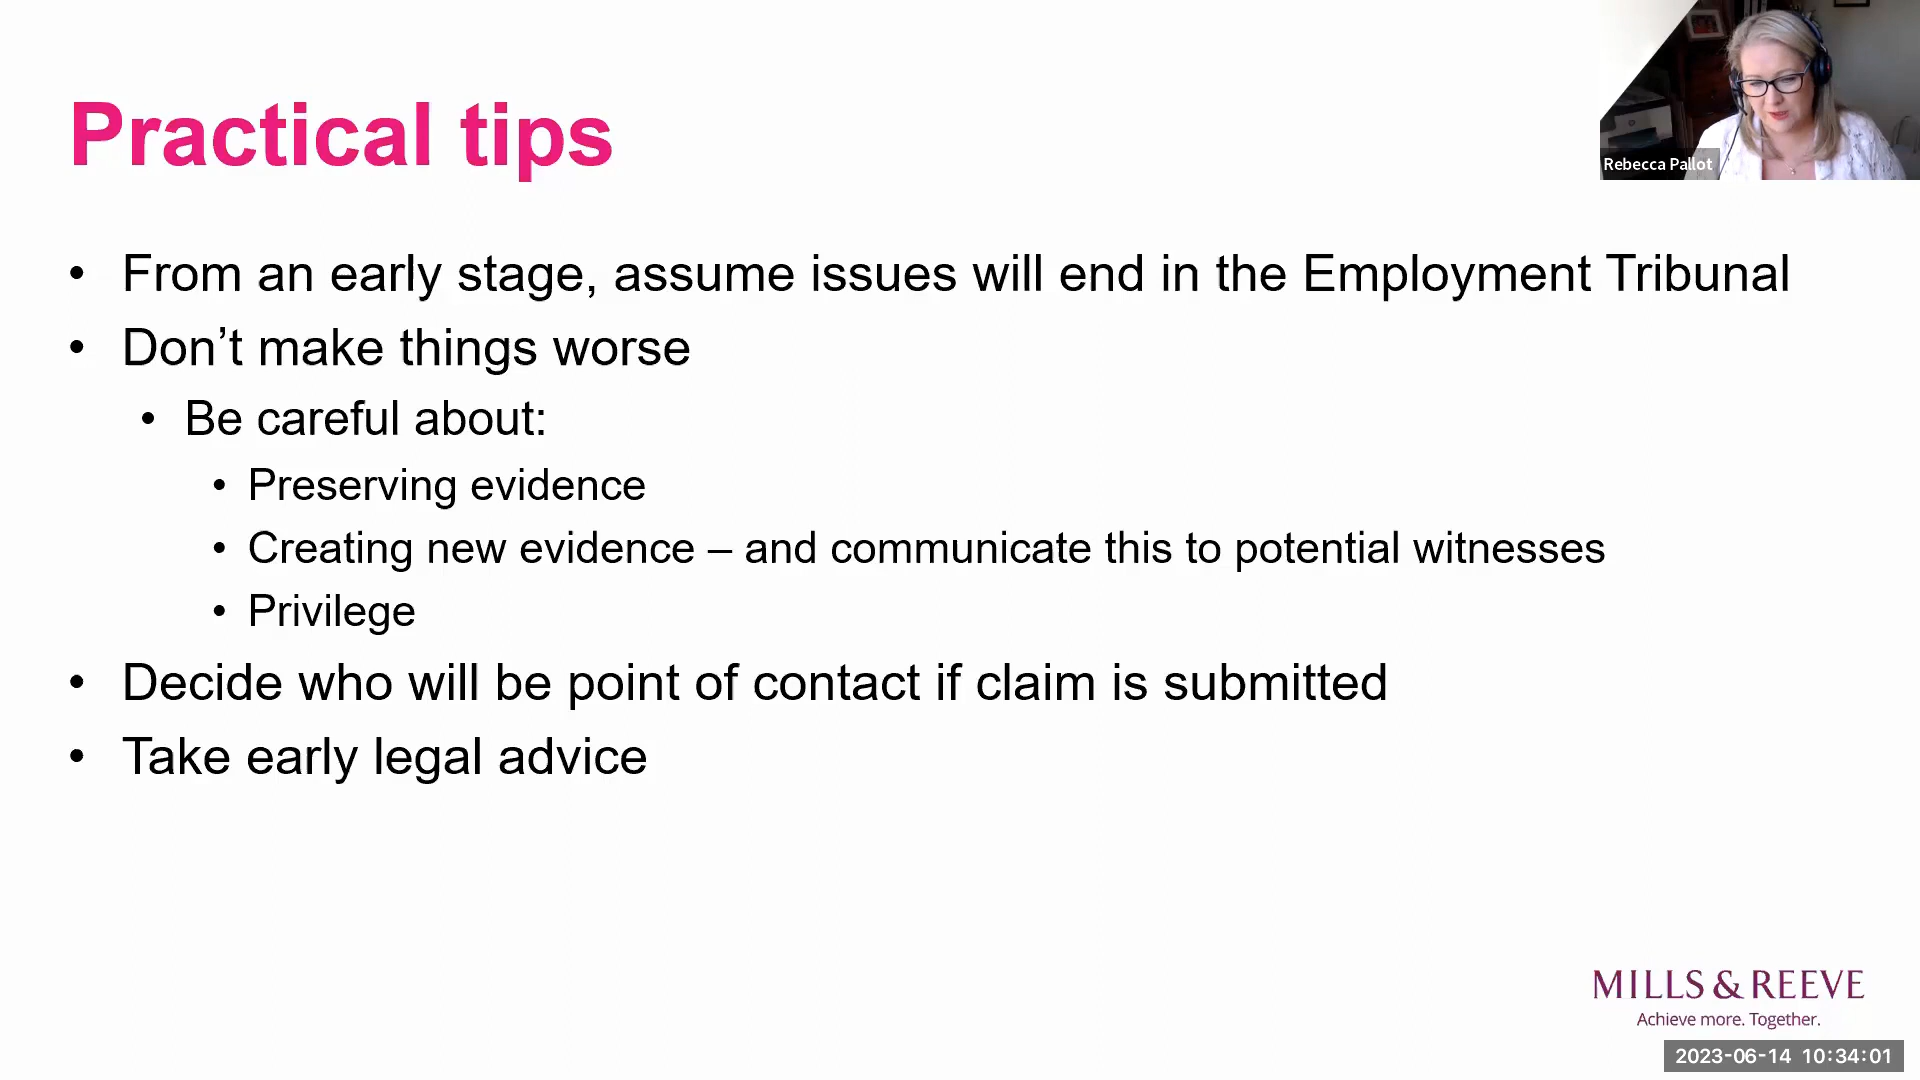 Practical tips
Rebecca Pallot
• From an early stage, assume issues will end in the Employment Tribunal
• Don’t make things worse
• Be careful about:
• Preserving evidence
• Creating new evidence – and communicate this to potential witnesses
• Privilege
• Decide who will be point of contact if claim is submitted
• Take early legal advice
MILLS & REEVE
Achieve more. Together.
2023-06-14 10:34:01